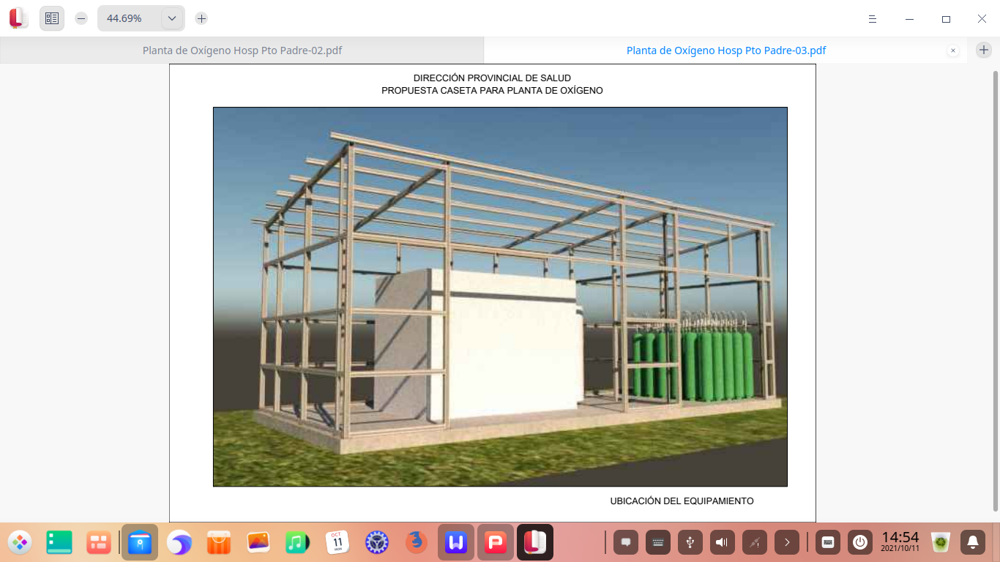 44.69%
Planta de Oxígeno Hosp Pto Padre-02.pdf
Planta de Oxígeno Hosp Pto Padre-03.pdf
DIRECCIÓN PROVINCIAL DE SALUD
PROPUESTA CASETA PARA PLANTA DE OXÍGENO
UBICACIÓN DEL EQUIPAMIENTO
OCT
11
MON
W
P
14:54
2021/10/11